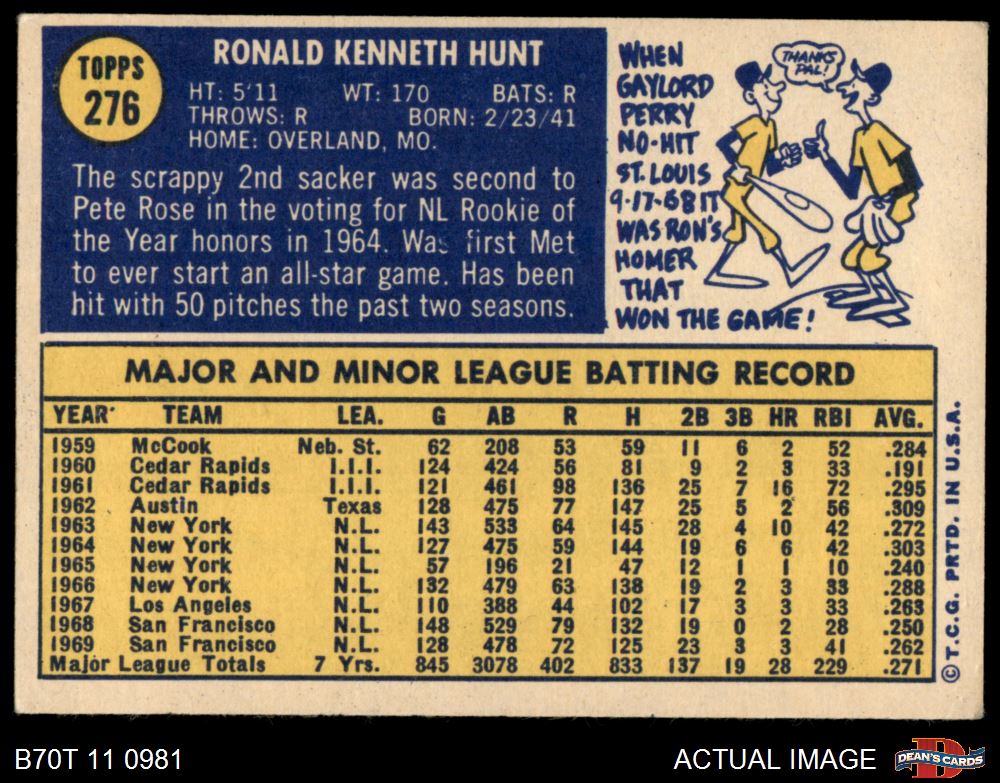 TOPPS
276
RONALD KENNETH HUNT
HT: 5'11 WT: 170 BATS: R
THROWS: R BORN: 2/23/41
HOME: OVERLAND, MO.
The scrappy 2nd sacker was second to
Pete Rose in the voting for NL Rookie of
the Year honors in 1964. Was first Met
to ever start an all-star game. Has been
hit with 50 pitches the past two seasons.
WHEN
GAYLORD
PERRY
NO-HIT
ST. LOUIS
9-17-68 IT
WAS RON'S
HOMER
THAT
WON THE GAME!
THANKS
PAL!
MAJOR AND MINOR LEAGUE BATTING RECORD
YEAR TEAM LEA. G AB R H 2B 3B HR RBI AVG.
1959 McCook Neb. St. 62 208 53 59 11 6 2 52 .284
1960 Cedar Rapids I.I.I. 124 424 56 81 9 2 3 33 .191
1961 Cedar Rapids I.I.I. 121 461 98 136 25 7 16 72 .295
1962 Austin Texas 128 475 77 147 25 5 2 56 .309
1963 New York N.L. 143 533 64 145 28 4 10 42 .272
1964 New York N.L. 127 475 59 144 19 6 6 42 .303
1965 New York N.L. 57 196 21 47 12 1 1 10 .240
1966 New York N.L. 132 479 63 138 19 2 3 33 .288
1967 Los Angeles N.L. 110 388 44 102 17 3 3 33 .263
1968 San Francisco N.L. 148 529 79 132 19 0 2 28 .250
1969 San Francisco N.L. 128 478 72 125 23 3 3 41 .262
Major League Totals 7 Yrs. 845 3078 402 833 137 19 28 229 .271
© T.C.G. PRTD. IN U.S.A.
B70T 11 0981
ACTUAL IMAGE
D
DEAN'S CARDS